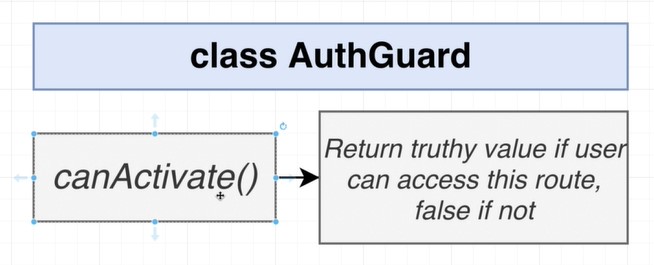 class AuthGuard
canActivate()
Return truthy value if user
can access this route,
false if not